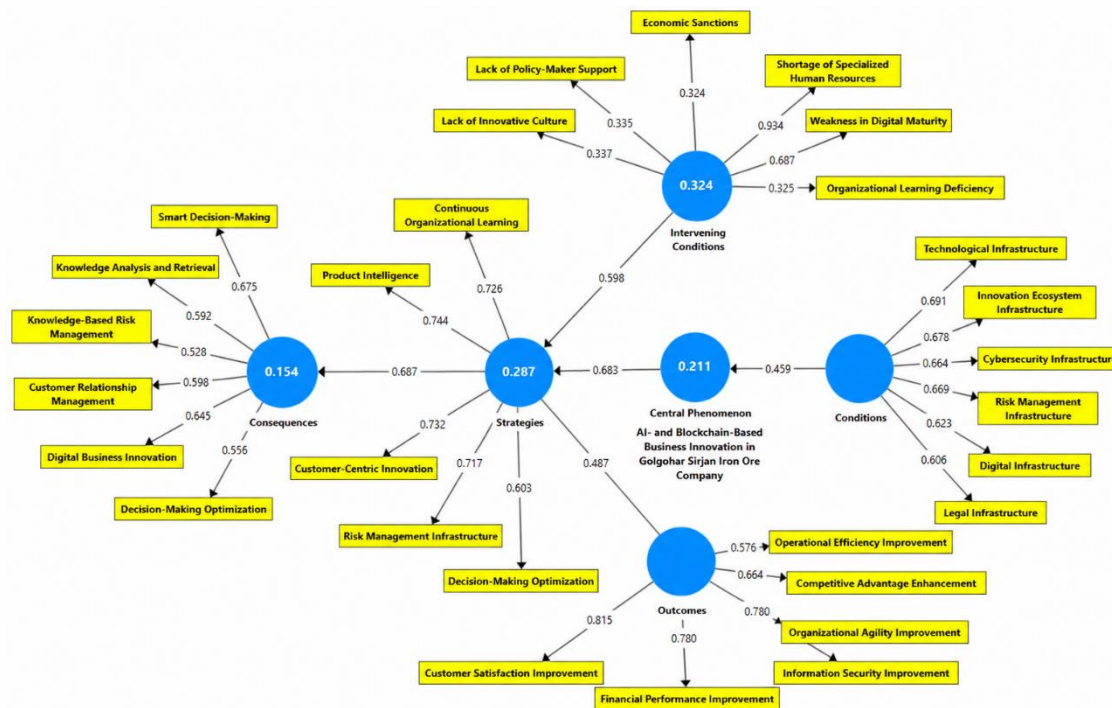 Economic Sanctions
Lack of Policy-Maker Support
Shortage of Specialized
Human Resources
Lack of Innovative Culture
Weakness in Digital Maturity
Organizational Learning Deficiency
0.324
0.335
0.337
0.934
0.687
0.325
0.324
Intervening
Conditions
0.598
Smart Decision-Making
Knowledge Analysis and Retrieval
Knowledge-Based Risk
Management
Customer Relationship
Management
Digital Business Innovation
Decision-Making Optimization
0.675
0.592
0.528
0.598
0.645
0.556
0.154
Consequences
0.687
Continuous
Organizational Learning
Product Intelligence
0.726
0.744
0.287
Strategies
0.732
0.717
0.603
Customer-Centric Innovation
Risk Management Infrastructure
Decision-Making Optimization
0.683
0.211
Central Phenomenon
AI- and Blockchain-Based
Business Innovation in
Golgohar Sirjan Iron Ore
Company
0.459
Conditions
Technological Infrastructure
Innovation Ecosystem
Infrastructure
Cybersecurity Infrastructure
Risk Management
Infrastructure
Digital Infrastructure
Legal Infrastructure
0.691
0.678
0.664
0.669
0.623
0.606
0.487
Outcomes
0.576
0.664
0.780
0.780
0.815
Operational Efficiency Improvement
Competitive Advantage Enhancement
Organizational Agility Improvement
Information Security Improvement
Customer Satisfaction Improvement
Financial Performance Improvement